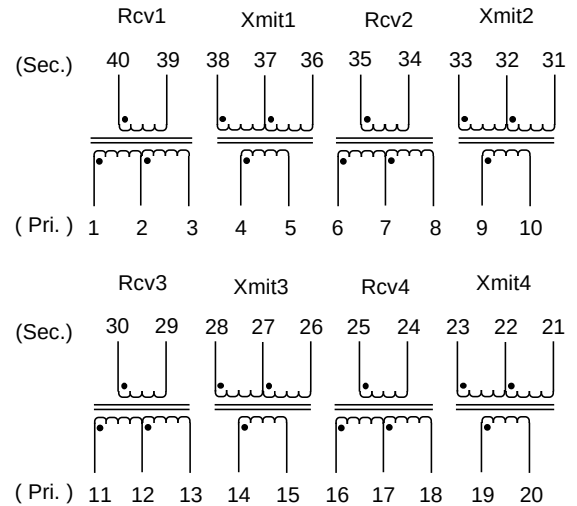 Rcv1 Xmit1 Rcv2 Xmit2
(Sec.) 40 39 38 37 36 35 34 33 32 31
( Pri. ) 1 2 3 4 5 6 7 8 9 10
Rcv3 Xmit3 Rcv4 Xmit4
(Sec.) 30 29 28 27 26 25 24 23 22 21
( Pri. ) 11 12 13 14 15 16 17 18 19 20